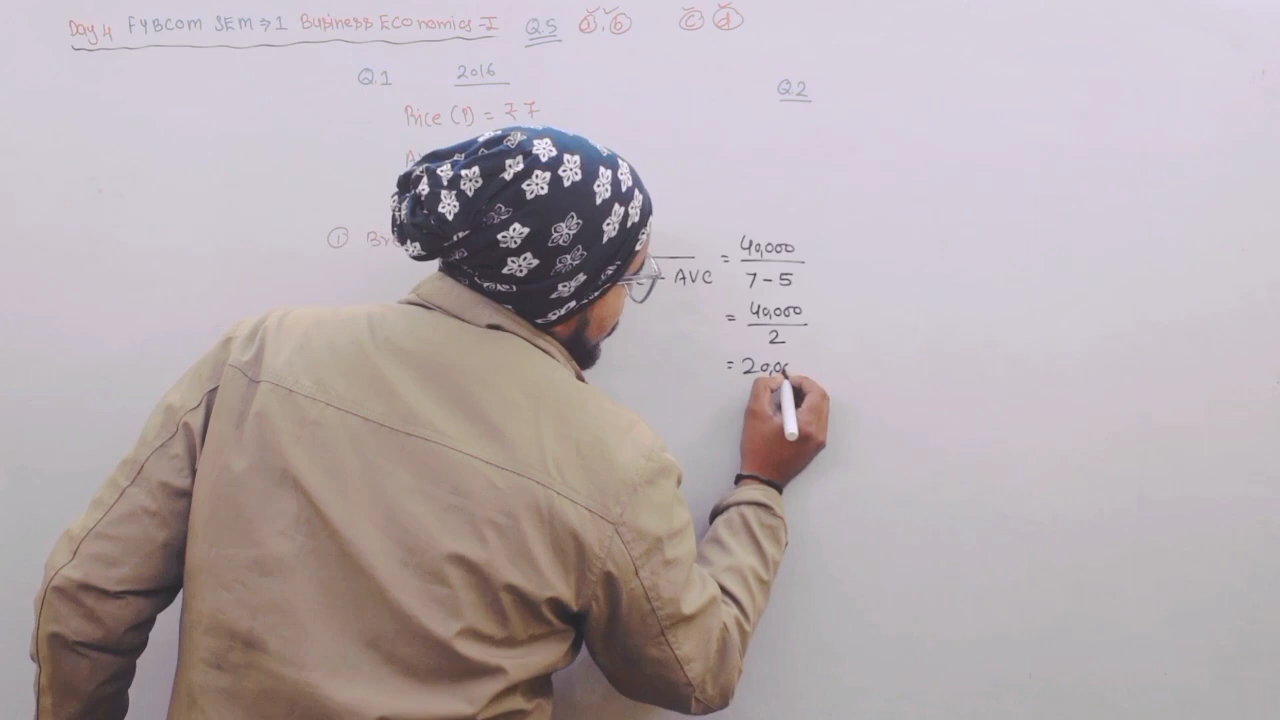 Day 4 FYBCOM SEM ⇒ 1 Business Economics - I Q.5 a, b c d
Q.1 2016
Q.2
Price (P) = ₹ 7
①
- AVC = 40,000 / 7 - 5
= 40,000 / 2
= 20,0